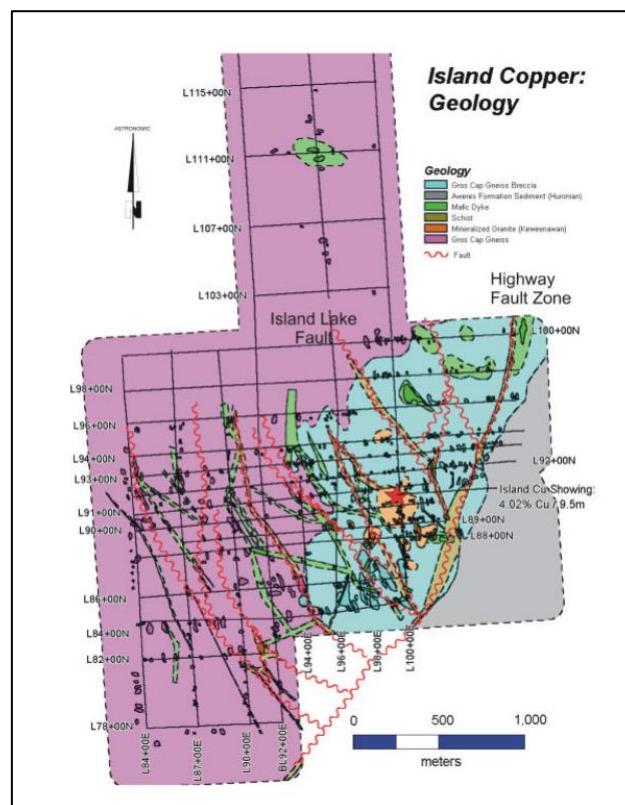 Island Copper:
Geology
ASTRONOMIC
Geology
Gros Cap Gneiss Breccia
Aweres Formation Sediment (Huronian)
Mafic Dyke
Schist
Mineralized Granite (Keweenawan)
Gros Cap Gneiss
Fault
L115+00N
L111+00N
L107+00N
L103+00N
Island Lake
Fault
Highway
Fault Zone
L100+00N
L98+00N
L96+00N
L94+00N
L93+00N
L92+00N
L91+00N
L90+00N
Island Cu Showing:
4.02% Cu / 9.5m
L89+00N
L88+00N
L86+00N
L84+00N
L82+00N
L78+00N
L94+00E
L96+00E
L98+00E
L100+00E
L84+00E
L87+00E
L90+00E
BL92+00E
0 500 1,000
meters